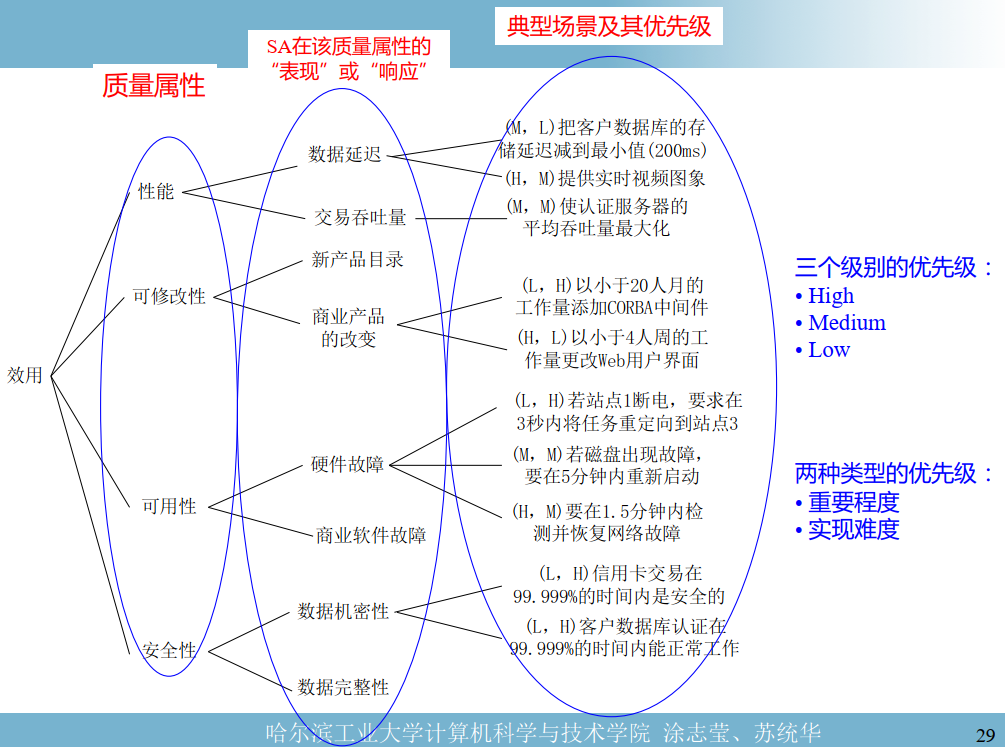 典型场景及其优先级
SA在该质量属性的
“表现”或“响应”
质量属性
(M, L)把客户数据库的存
储延迟减到最小值(200ms)
数据延迟
(H, M)提供实时视频图象
性能
(M, M)使认证服务器的
平均吞吐量最大化
交易吞吐量
新产品目录
三个级别的优先级：
• High
• Medium
• Low
可修改性
(L, H)以小于20人月的
工作量添加CORBA中间件
商业产品
的改变
(H, L)以小于4人周的工
作量更改Web用户界面
效用
(L, H)若站点1断电，要求在
3秒内将任务重定向到站点3
硬件故障
(M, M)若磁盘出现故障，
要在5分钟内重新启动
两种类型的优先级：
• 重要程度
• 实现难度
可用性
(H, M)要在1.5分钟内检
测并恢复网络故障
商业软件故障
(L, H)信用卡交易在
99.999%的时间内是安全的
数据机密性
(L, H)客户数据库认证在
99.999%的时间内能正常工作
安全性
数据完整性
哈尔滨工业大学计算机科学与技术学院 涂志莹、苏统华
29